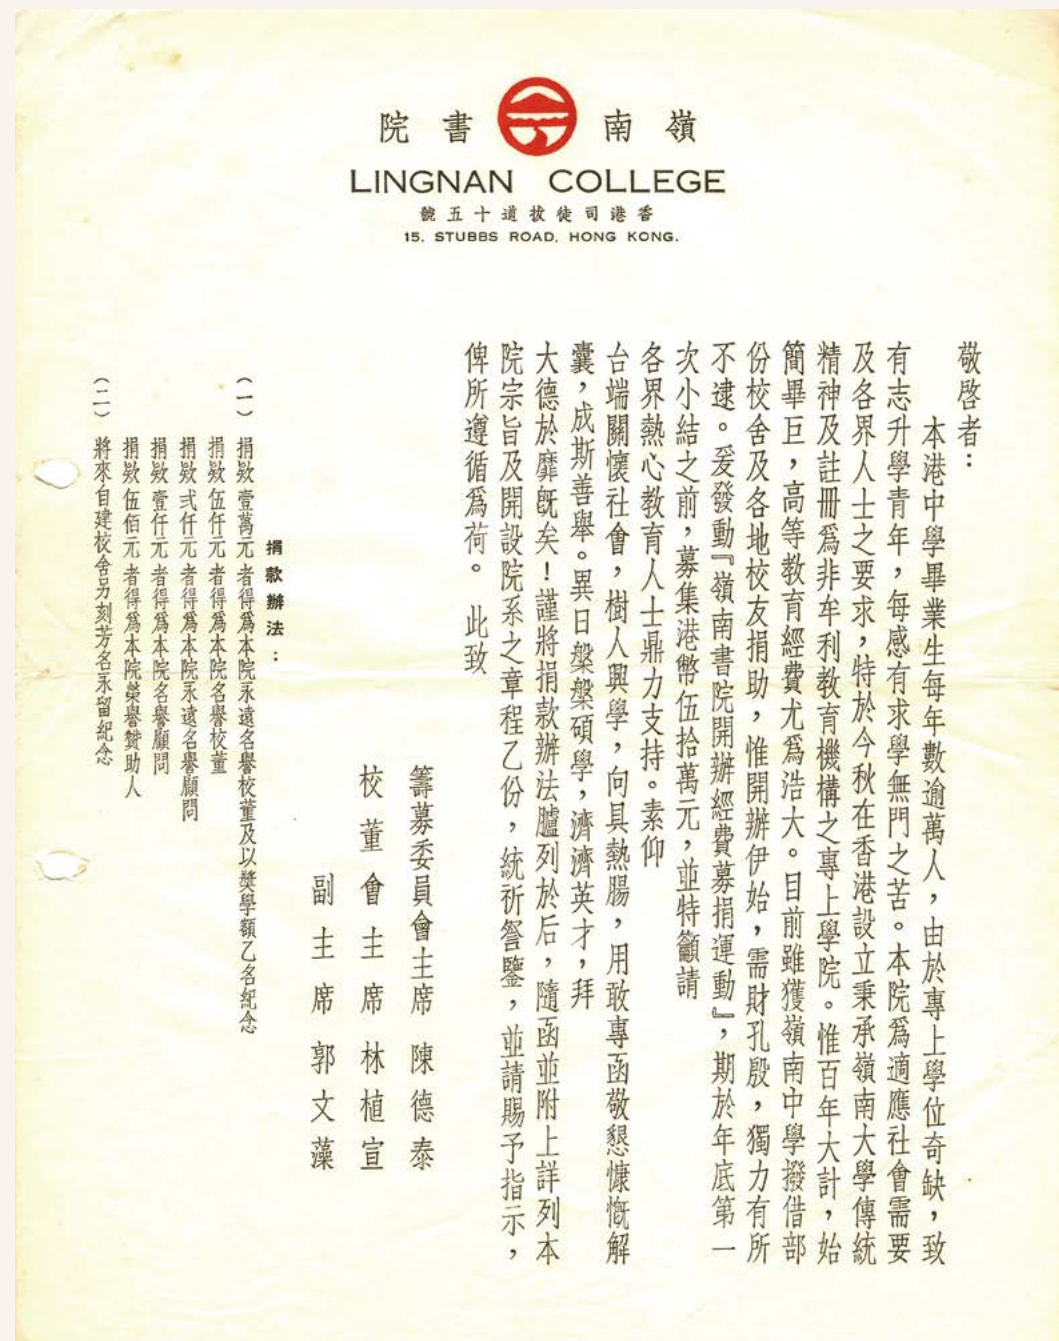 嶺南書院
LINGNAN COLLEGE
香港司徒拔道十五號
15, STUBBS ROAD, HONG KONG.
敬啓者：
本港中學畢業生每年數逾萬人，由於專上學位奇缺，致
有志升學青年，每感有求學無門之苦。本院爲適應社會需要
及各界人士之要求，特於今秋在香港設立秉承嶺南大學傳統
精神及註冊爲非牟利教育機構之專上學院。惟百年大計，始
簡畢巨，高等教育經費尤爲浩大。目前雖獲嶺南中學撥借部
份校舍及各地校友捐助，惟開辦伊始，需財孔殷，獨力有所
不逮。爰發動『嶺南書院開辦經費募捐運動』，期於年底第一
次小結之前，募集港幣伍拾萬元，並特籲請
各界熱心教育人士鼎力支持。素仰
台端關懷社會，樹人興學，向具熱腸，用敢專函敬懇慷慨解
囊，成斯善舉。異日槃槃碩學，濟濟英才，拜
大德於靡旣矣！謹將捐款辦法臚列於后，隨函並附上詳列本
院宗旨及開設院系之章程乙份，統祈詧鑒，並請賜予指示，
俾所遵循爲荷。　此致
籌募委員會主席　陳德泰
校董會主席　林植宣
副主席　郭文藻
捐款辦法：
（一）捐欵壹萬元者得爲本院永遠名譽校董及以獎學額乙名紀念
捐欵伍仟元者得爲本院名譽校董
捐欵弍仟元者得爲本院永遠名譽顧問
捐欵壹仟元者得爲本院名譽顧問
捐欵伍佰元者得爲本院榮譽贊助人
（二）將來自建校舍另刻芳名永留紀念